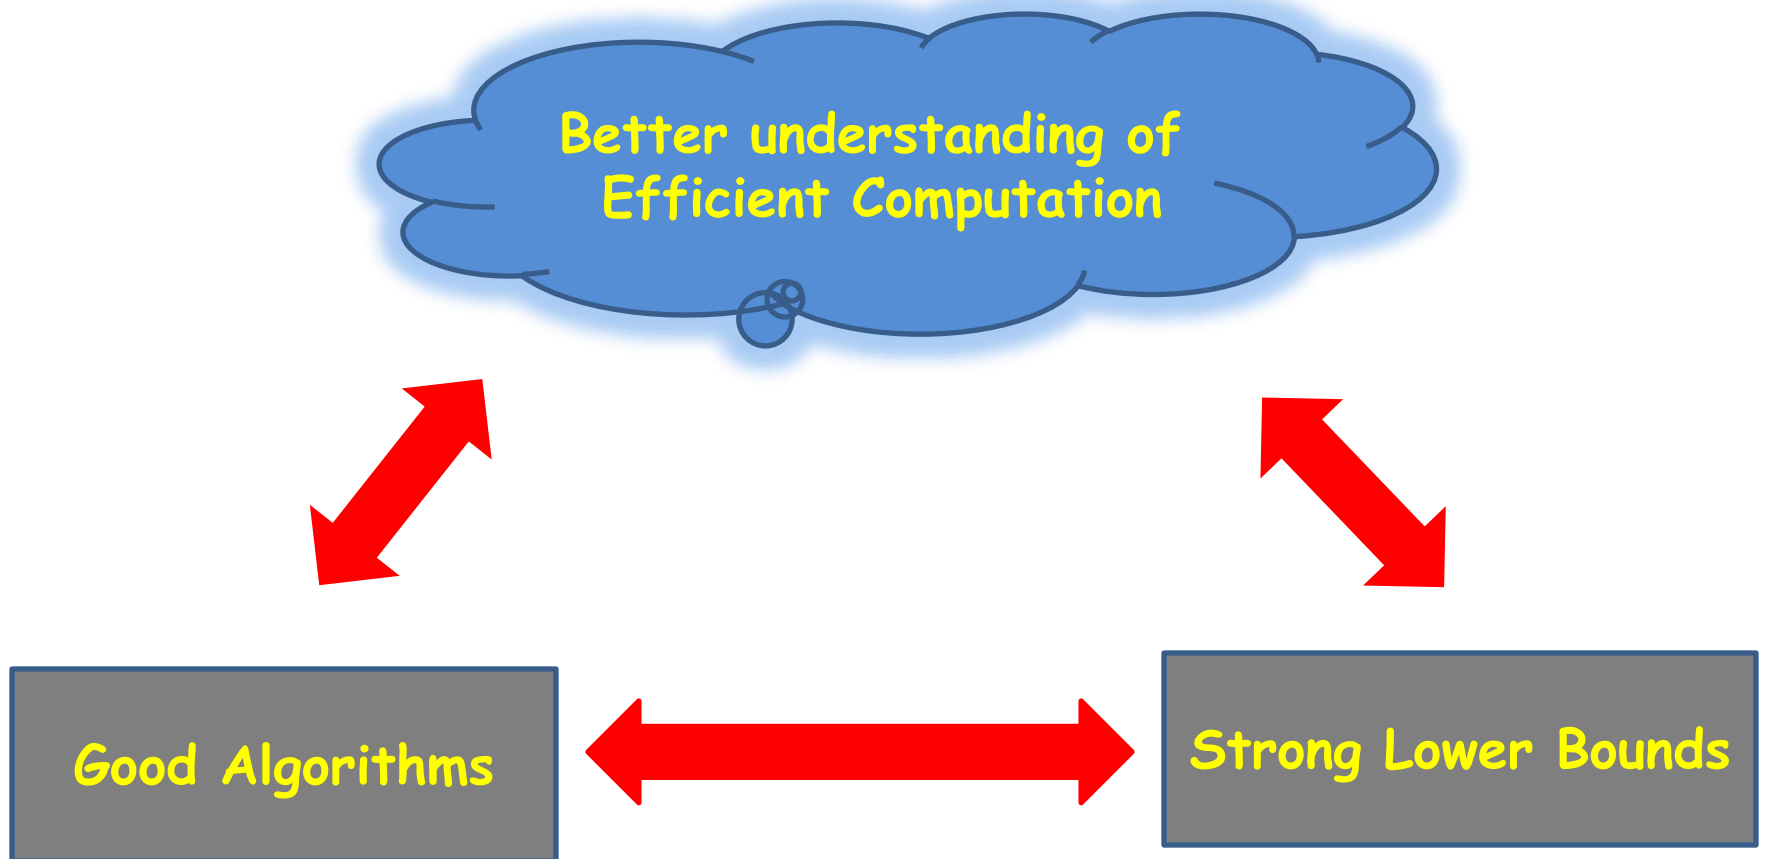 Better understanding of
Efficient Computation
Good Algorithms
Strong Lower Bounds